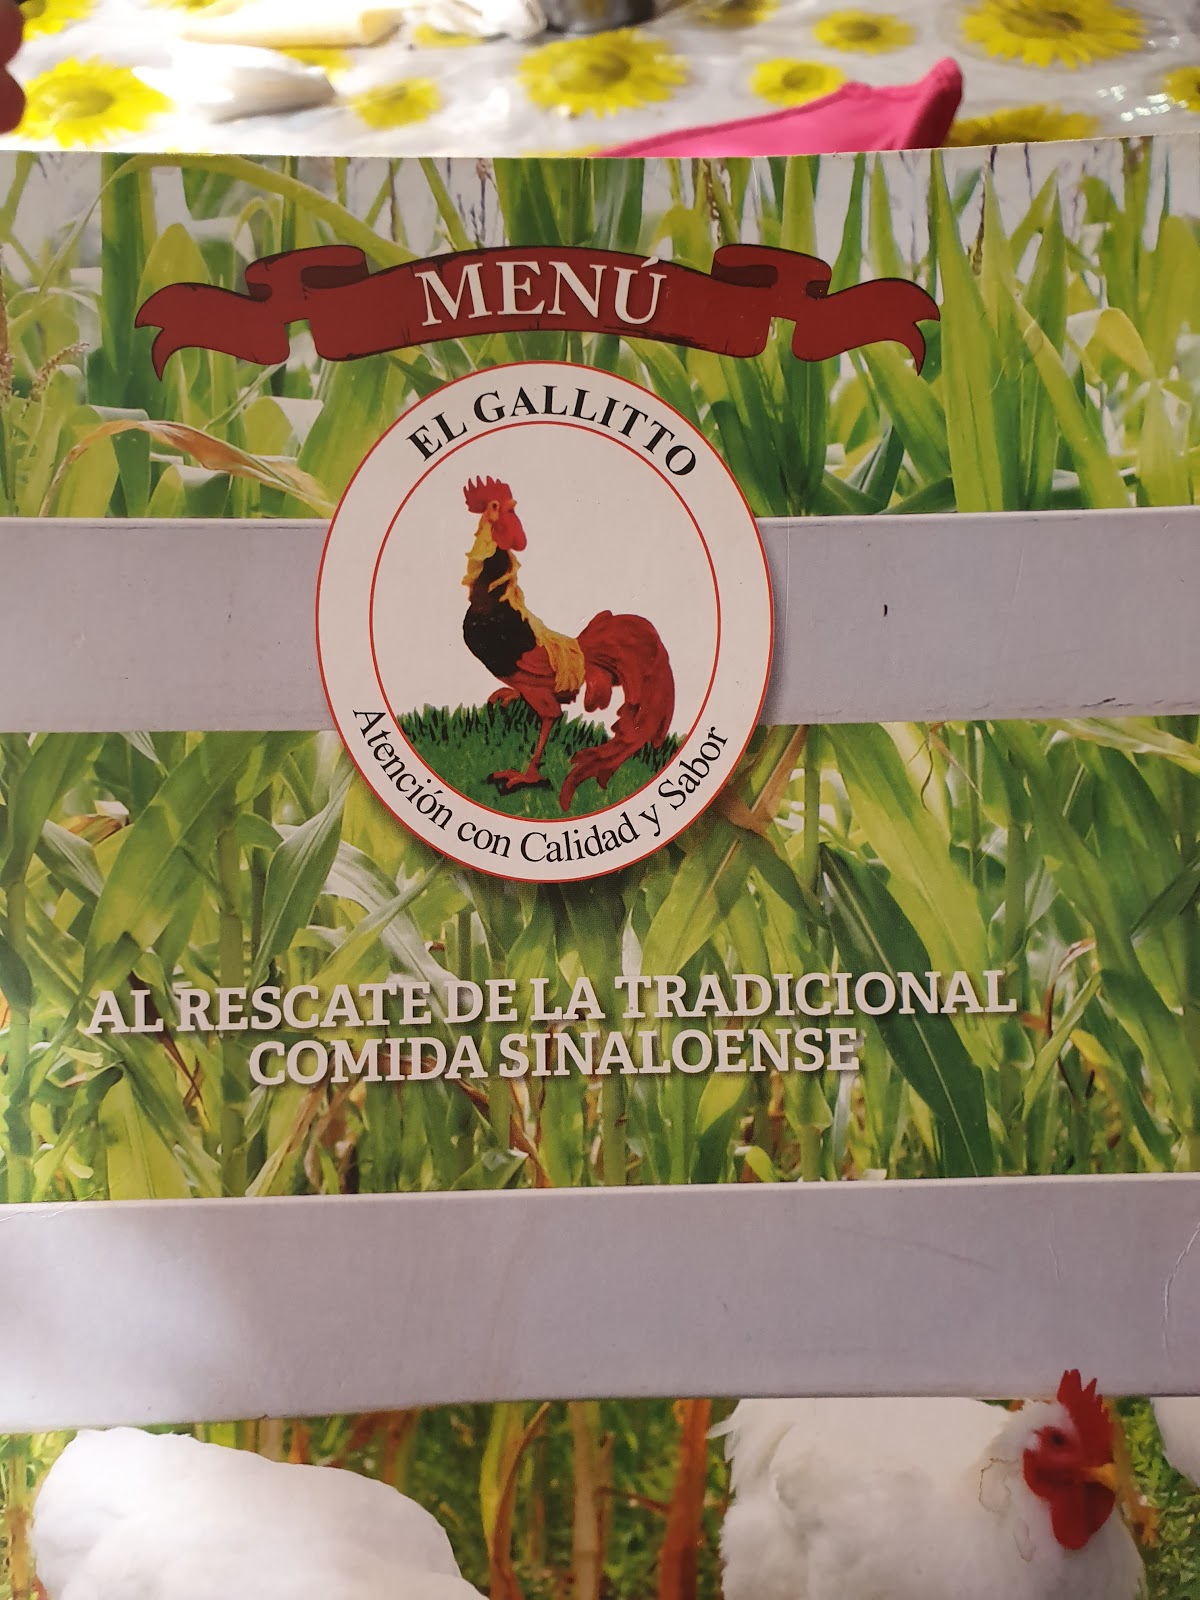 MENÚ
EL GALLITTO
Atención con Calidad y Sabor
AL RESCATE DE LA TRADICIONAL
COMIDA SINALOENSE